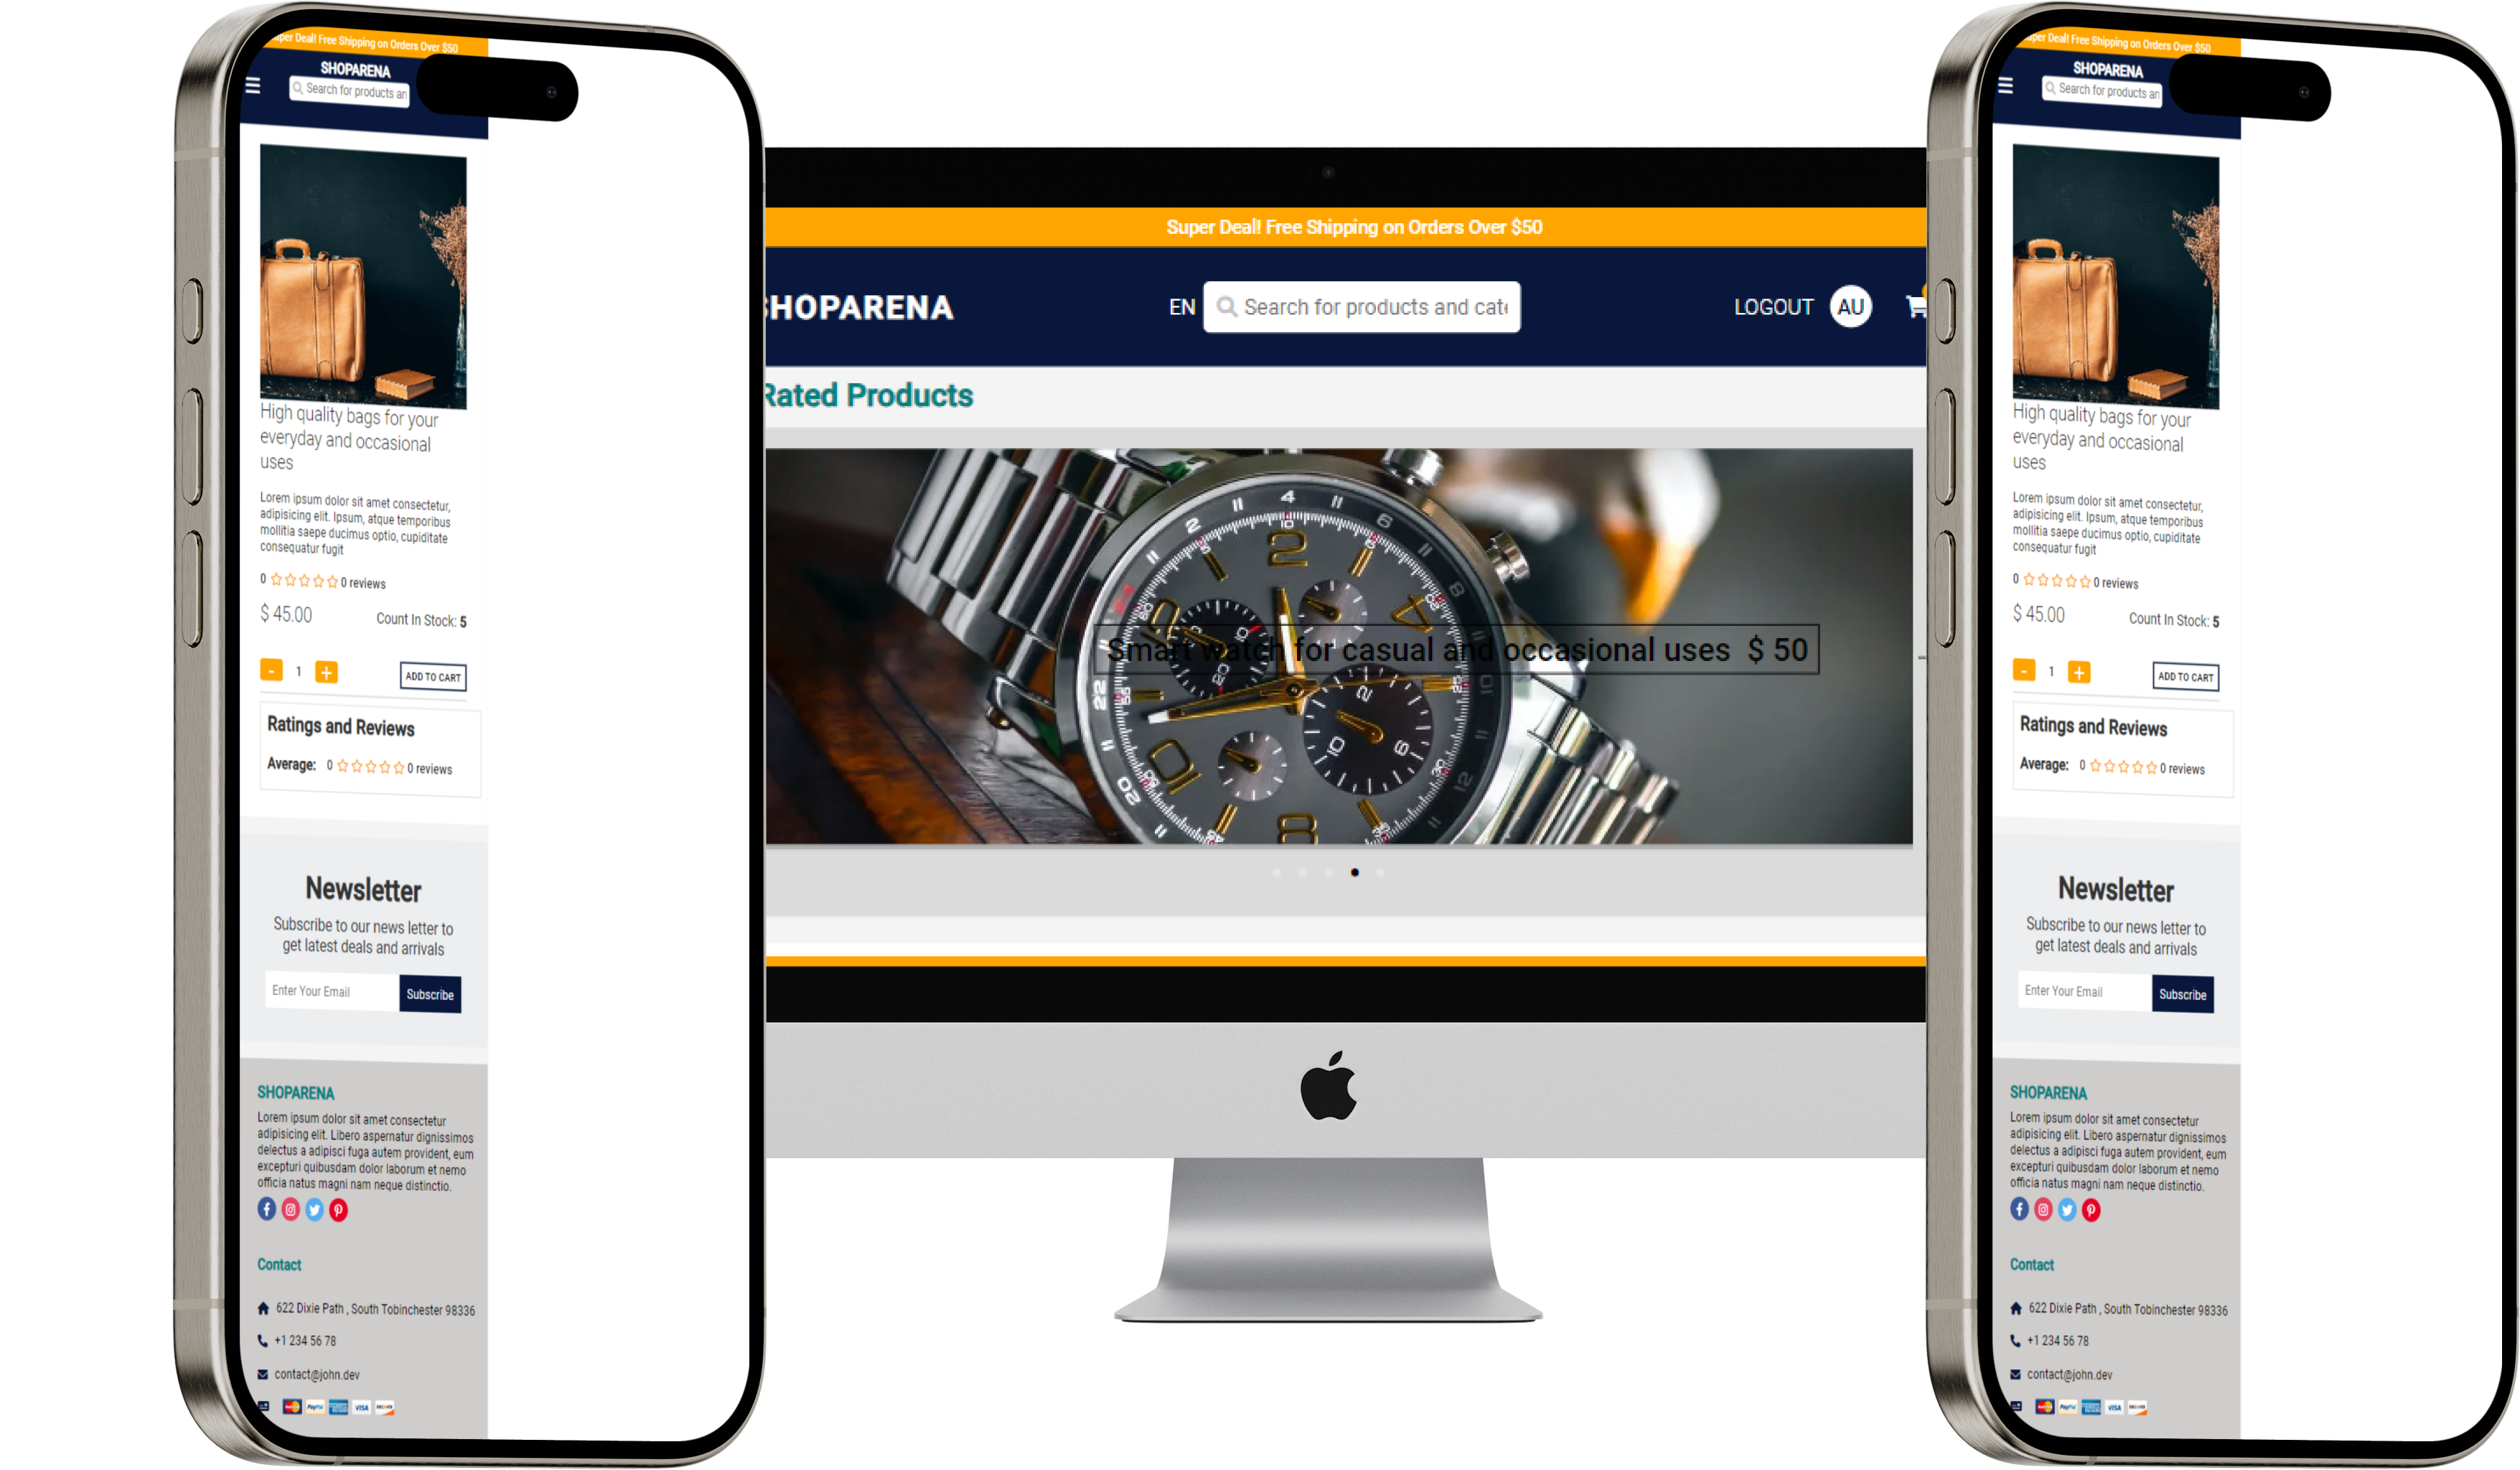 Super Deal! Free Shipping on Orders Over $50
SHOPARENA
Search for products an
High quality bags for your
everyday and occasional
uses
Lorem ipsum dolor sit amet consectetur,
adipisicing elit. Ipsum, atque temporibus
mollitia saepe ducimus optio, cupiditate
consequatur fugit
0 0 reviews
$ 45.00 Count In Stock: 5
- 1 + ADD TO CART
Ratings and Reviews
Average: 0 0 reviews
Newsletter
Subscribe to our news letter to
get latest deals and arrivals
Enter Your Email Subscribe
SHOPARENA
Lorem ipsum dolor sit amet consectetur
adipisicing elit. Libero aspernatur dignissimos
delectus a adipisci fuga autem provident, eum
excepturi quibusdam dolor laborum et nemo
officia natus magni nam neque distinctio.
Contact
622 Dixie Path , South Tobinchester 98336
+1 234 56 78
contact@john.dev
PayPal VISA
Super Deal! Free Shipping on Orders Over $50
SHOPARENA EN Search for products and cate LOGOUT AU
Rated Products
Smart watch for casual and occasional uses $ 50
per Deal! Free Shipping on Orders Over $50
SHOPARENA
Search for products an
High quality bags for your
everyday and occasional
uses
Lorem ipsum dolor sit amet consectetur,
adipisicing elit. Ipsum, atque temporibus
mollitia saepe ducimus optio, cupiditate
consequatur fugit
0 0 reviews
$ 45.00 Count In Stock: 5
- 1 + ADD TO CART
Ratings and Reviews
Average: 0 0 reviews
Newsletter
Subscribe to our news letter to
get latest deals and arrivals
Enter Your Email Subscribe
SHOPARENA
Lorem ipsum dolor sit amet consectetur
adipisicing elit. Libero aspernatur dignissimos
delectus a adipisci fuga autem provident, eum
excepturi quibusdam dolor laborum et nemo
officia natus magni nam neque distinctio.
Contact
622 Dixie Path , South Tobinchester 98336
+1 234 56 78
contact@john.dev
PayPal VISA